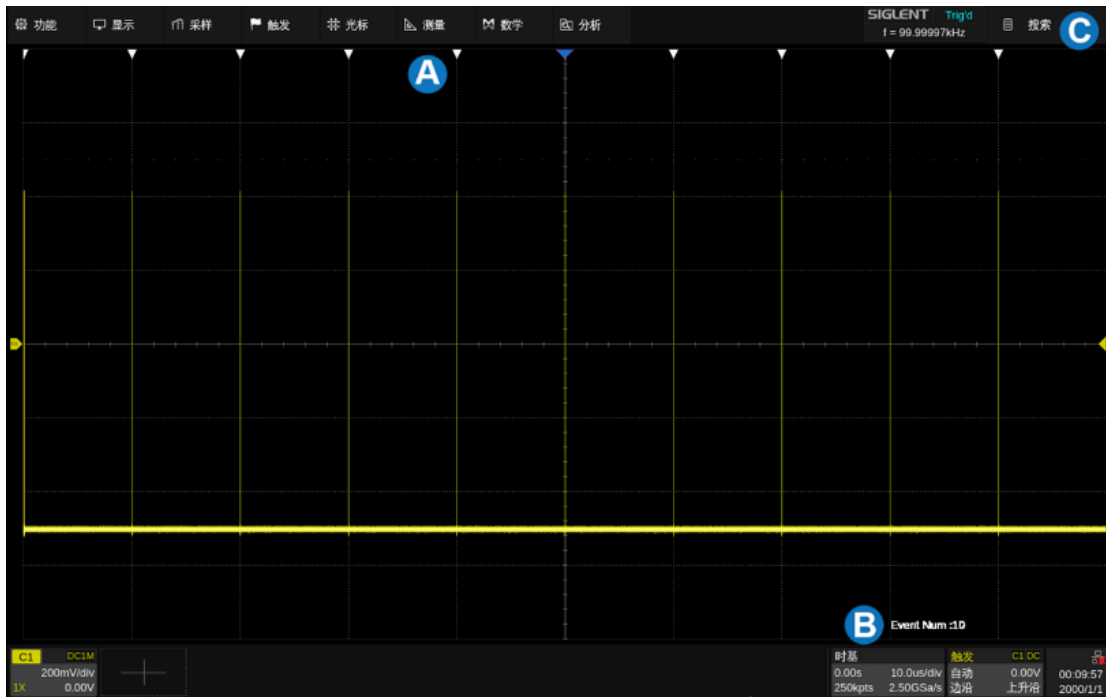 功能 显示 采样 触发 光标 测量 数学 分析 SIGLENT Trig'd 搜索 C
f = 99.99997kHz
A
B Event Num :10
C1 DC1M 时基 触发 C1 DC
200mV/div 0.00s 10.0us/div 自动 0.00V 00:09:57
1X 0.00V 250kpts 2.50GSa/s 边沿 上升沿 2000/1/1